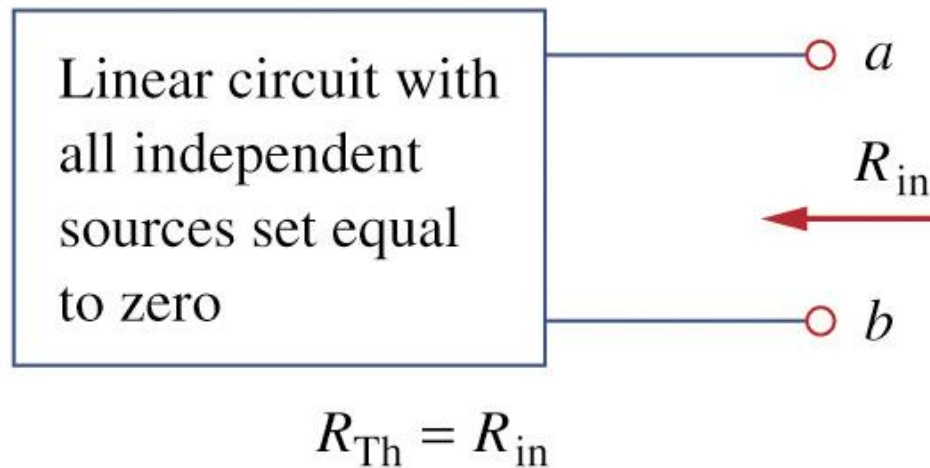 Linear circuit with
all independent
sources set equal
to zero
a
R_in
b
R_Th = R_in